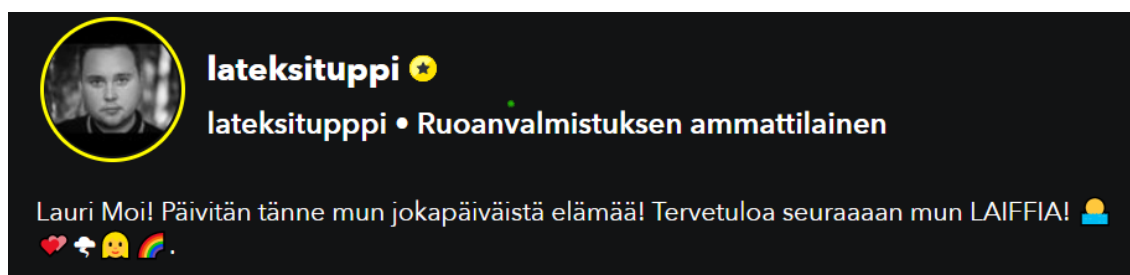 lateksituppi
lateksitupppi • Ruoanvalmistuksen ammattilainen
Lauri Moi! Päivitän tänne mun jokapäiväistä elämää! Tervetuloa seuraaaan mun LAIFFIA! 🌅
💕🌪️👱‍♀️🌈.